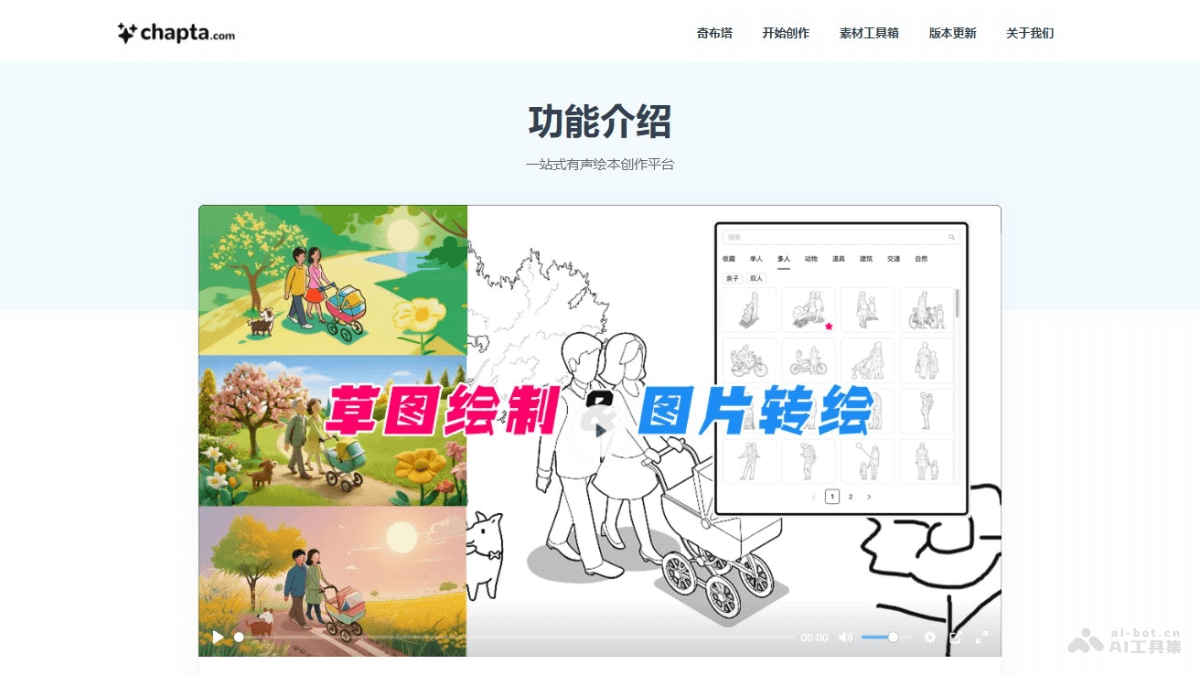 chapta.com
奇布塔 开始创作 素材工具箱 版本更新 关于我们
功能介绍
一站式有声绘本创作平台
搜索
收藏 单人 多人 动物 道具 建筑 交通 自然
亲子 双人
草图绘制 & 图片转绘
1 2
00:00
ai-bot.cn
AI工具集